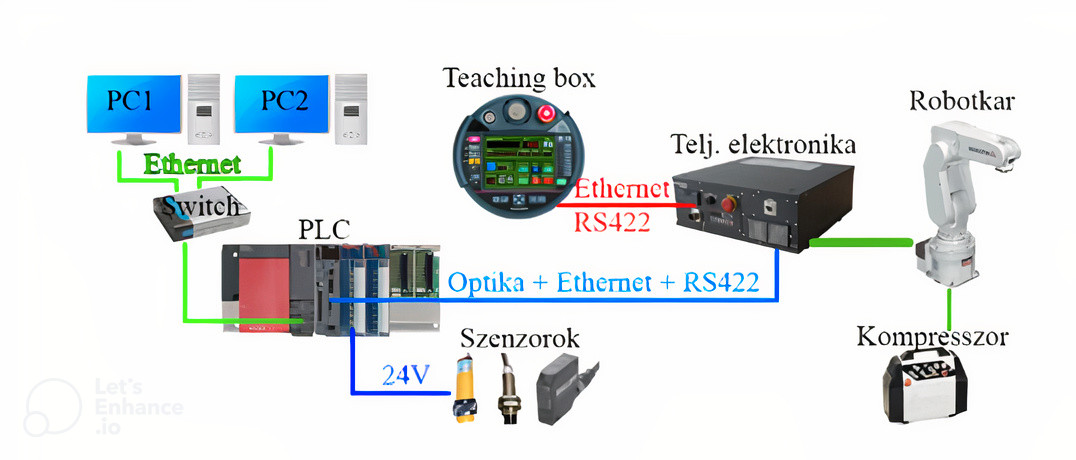 Teaching box
PC1
PC2
Robotkar
Telj. elektronika
Ethernet
Ethernet
RS422
Switch
PLC
Optika + Ethernet + RS422
Szenzorok
Kompresszor
24V
Let's
Enhance
.io